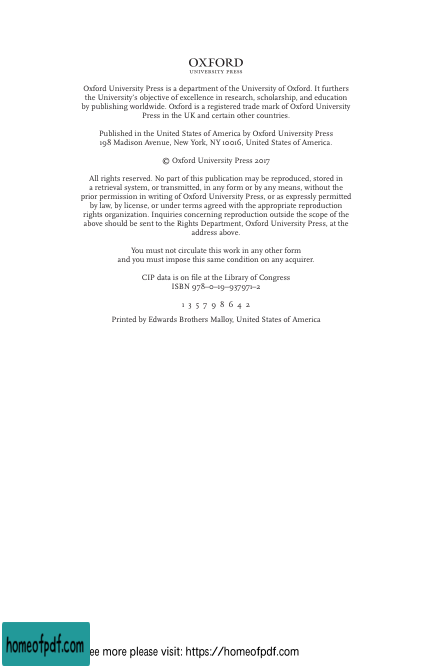 OXFORD
UNIVERSITY PRESS
Oxford University Press is a department of the University of Oxford. It furthers
the University's objective of excellence in research, scholarship, and education
by publishing worldwide. Oxford is a registered trade mark of Oxford University
Press in the UK and certain other countries.
Published in the United States of America by Oxford University Press
198 Madison Avenue, New York, NY 10016, United States of America.
© Oxford University Press 2017
All rights reserved. No part of this publication may be reproduced, stored in
a retrieval system, or transmitted, in any form or by any means, without the
prior permission in writing of Oxford University Press, or as expressly permitted
by law, by license, or under terms agreed with the appropriate reproduction
rights organization. Inquiries concerning reproduction outside the scope of the
above should be sent to the Rights Department, Oxford University Press, at the
address above.
You must not circulate this work in any other form
and you must impose this same condition on any acquirer.
CIP data is on file at the Library of Congress
ISBN 978–0–19–937971–2
1 3 5 7 9 8 6 4 2
Printed by Edwards Brothers Malloy, United States of America
homeofpdf.com
ee more please visit: https://homeofpdf.com